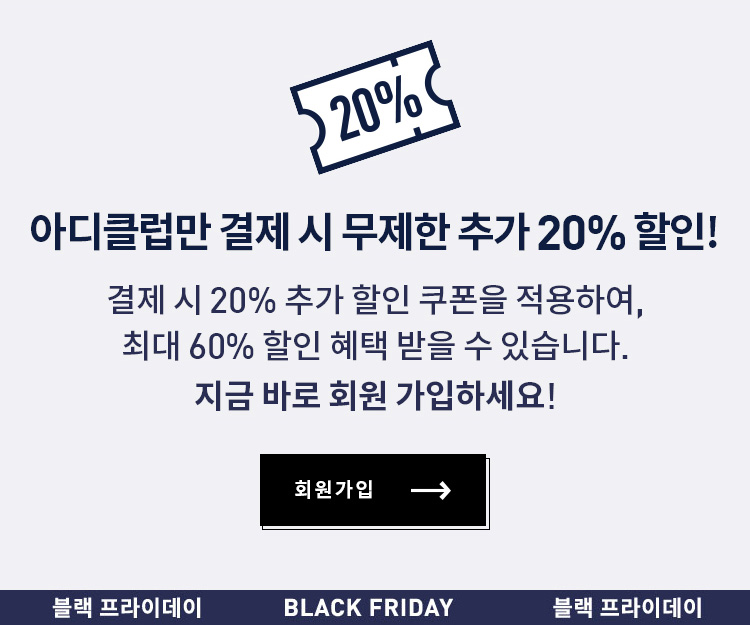 20%
아디클럽만 결제 시 무제한 추가 20% 할인!
결제 시 20% 추가 할인 쿠폰을 적용하여,
최대 60% 할인 혜택 받을 수 있습니다.
지금 바로 회원 가입하세요!
회원가입
블랙 프라이데이 BLACK FRIDAY 블랙 프라이데이